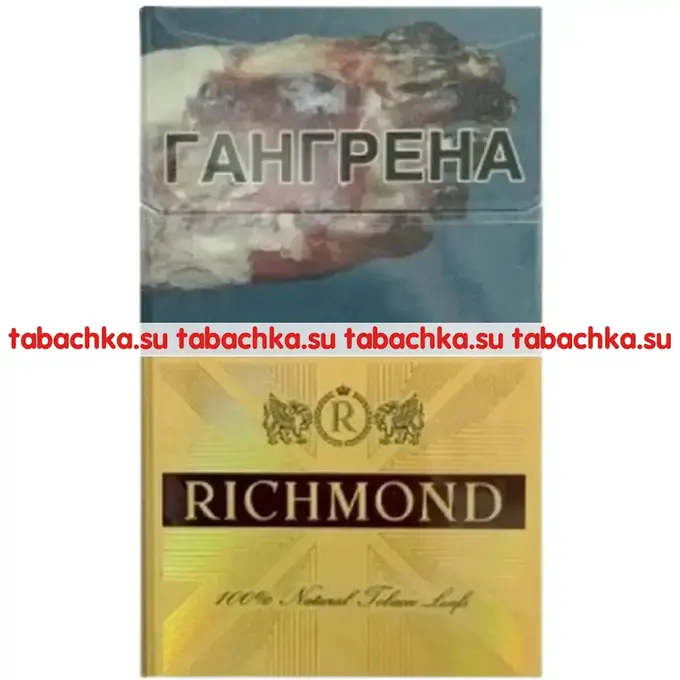 ГАНГРЕНА
tabachka.su tabachka.su tabachka.su tabachka.su
R
RICHMOND
100% Natural Tobacco Leafs